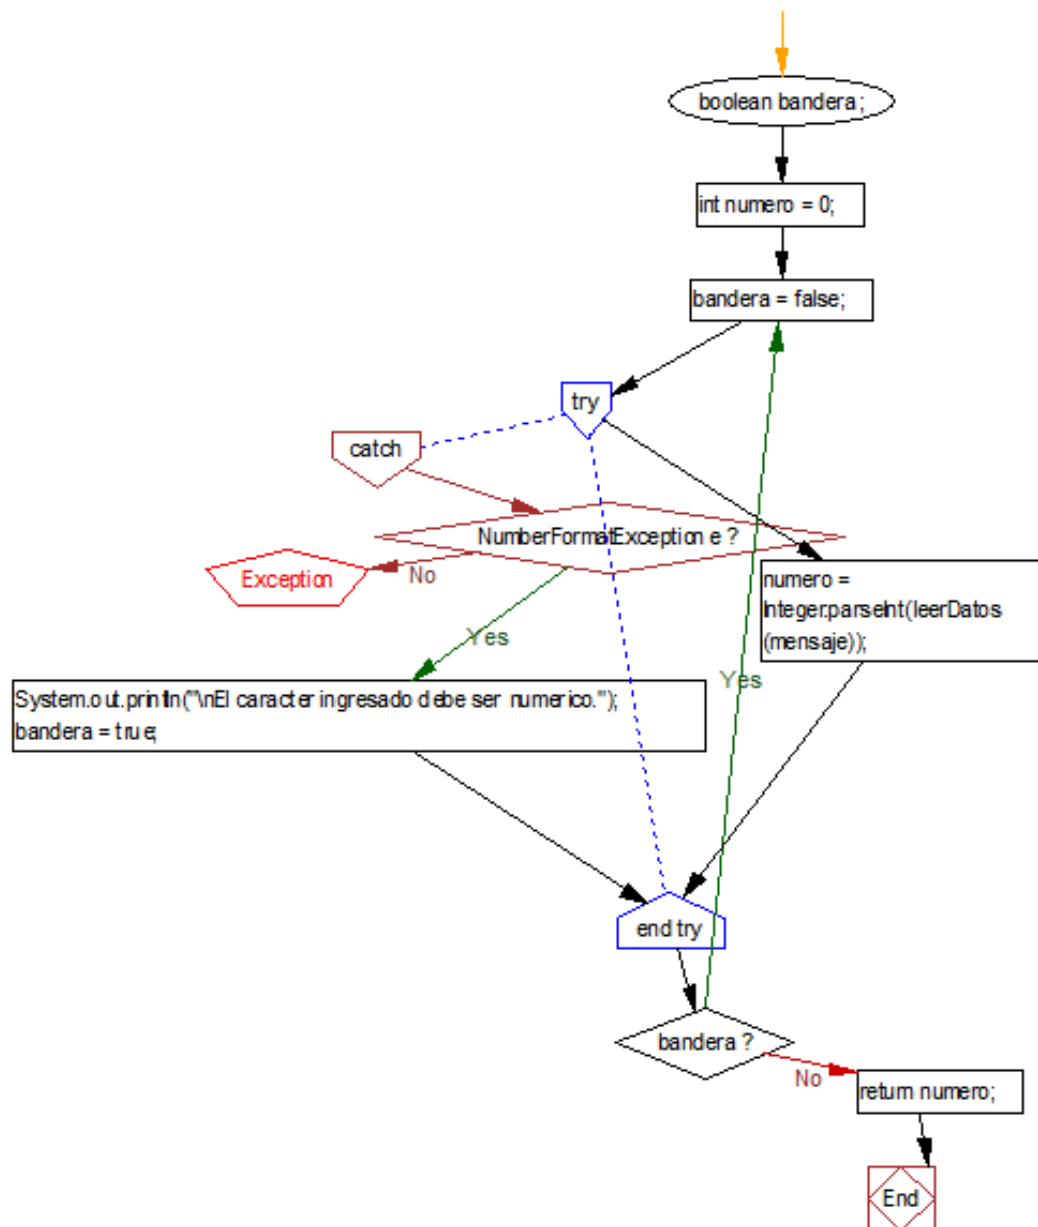 boolean bandera;
int numero = 0;
bandera = false;
try
catch
NumberFormatException e ?
Exception
No
numero =
Integer.parseInt(leerDatos
(mensaje));
Yes
Yes
System.out.println("\nEl caracter ingresado debe ser numerico.");
bandera = true;
end try
bandera ?
No
return numero;
End